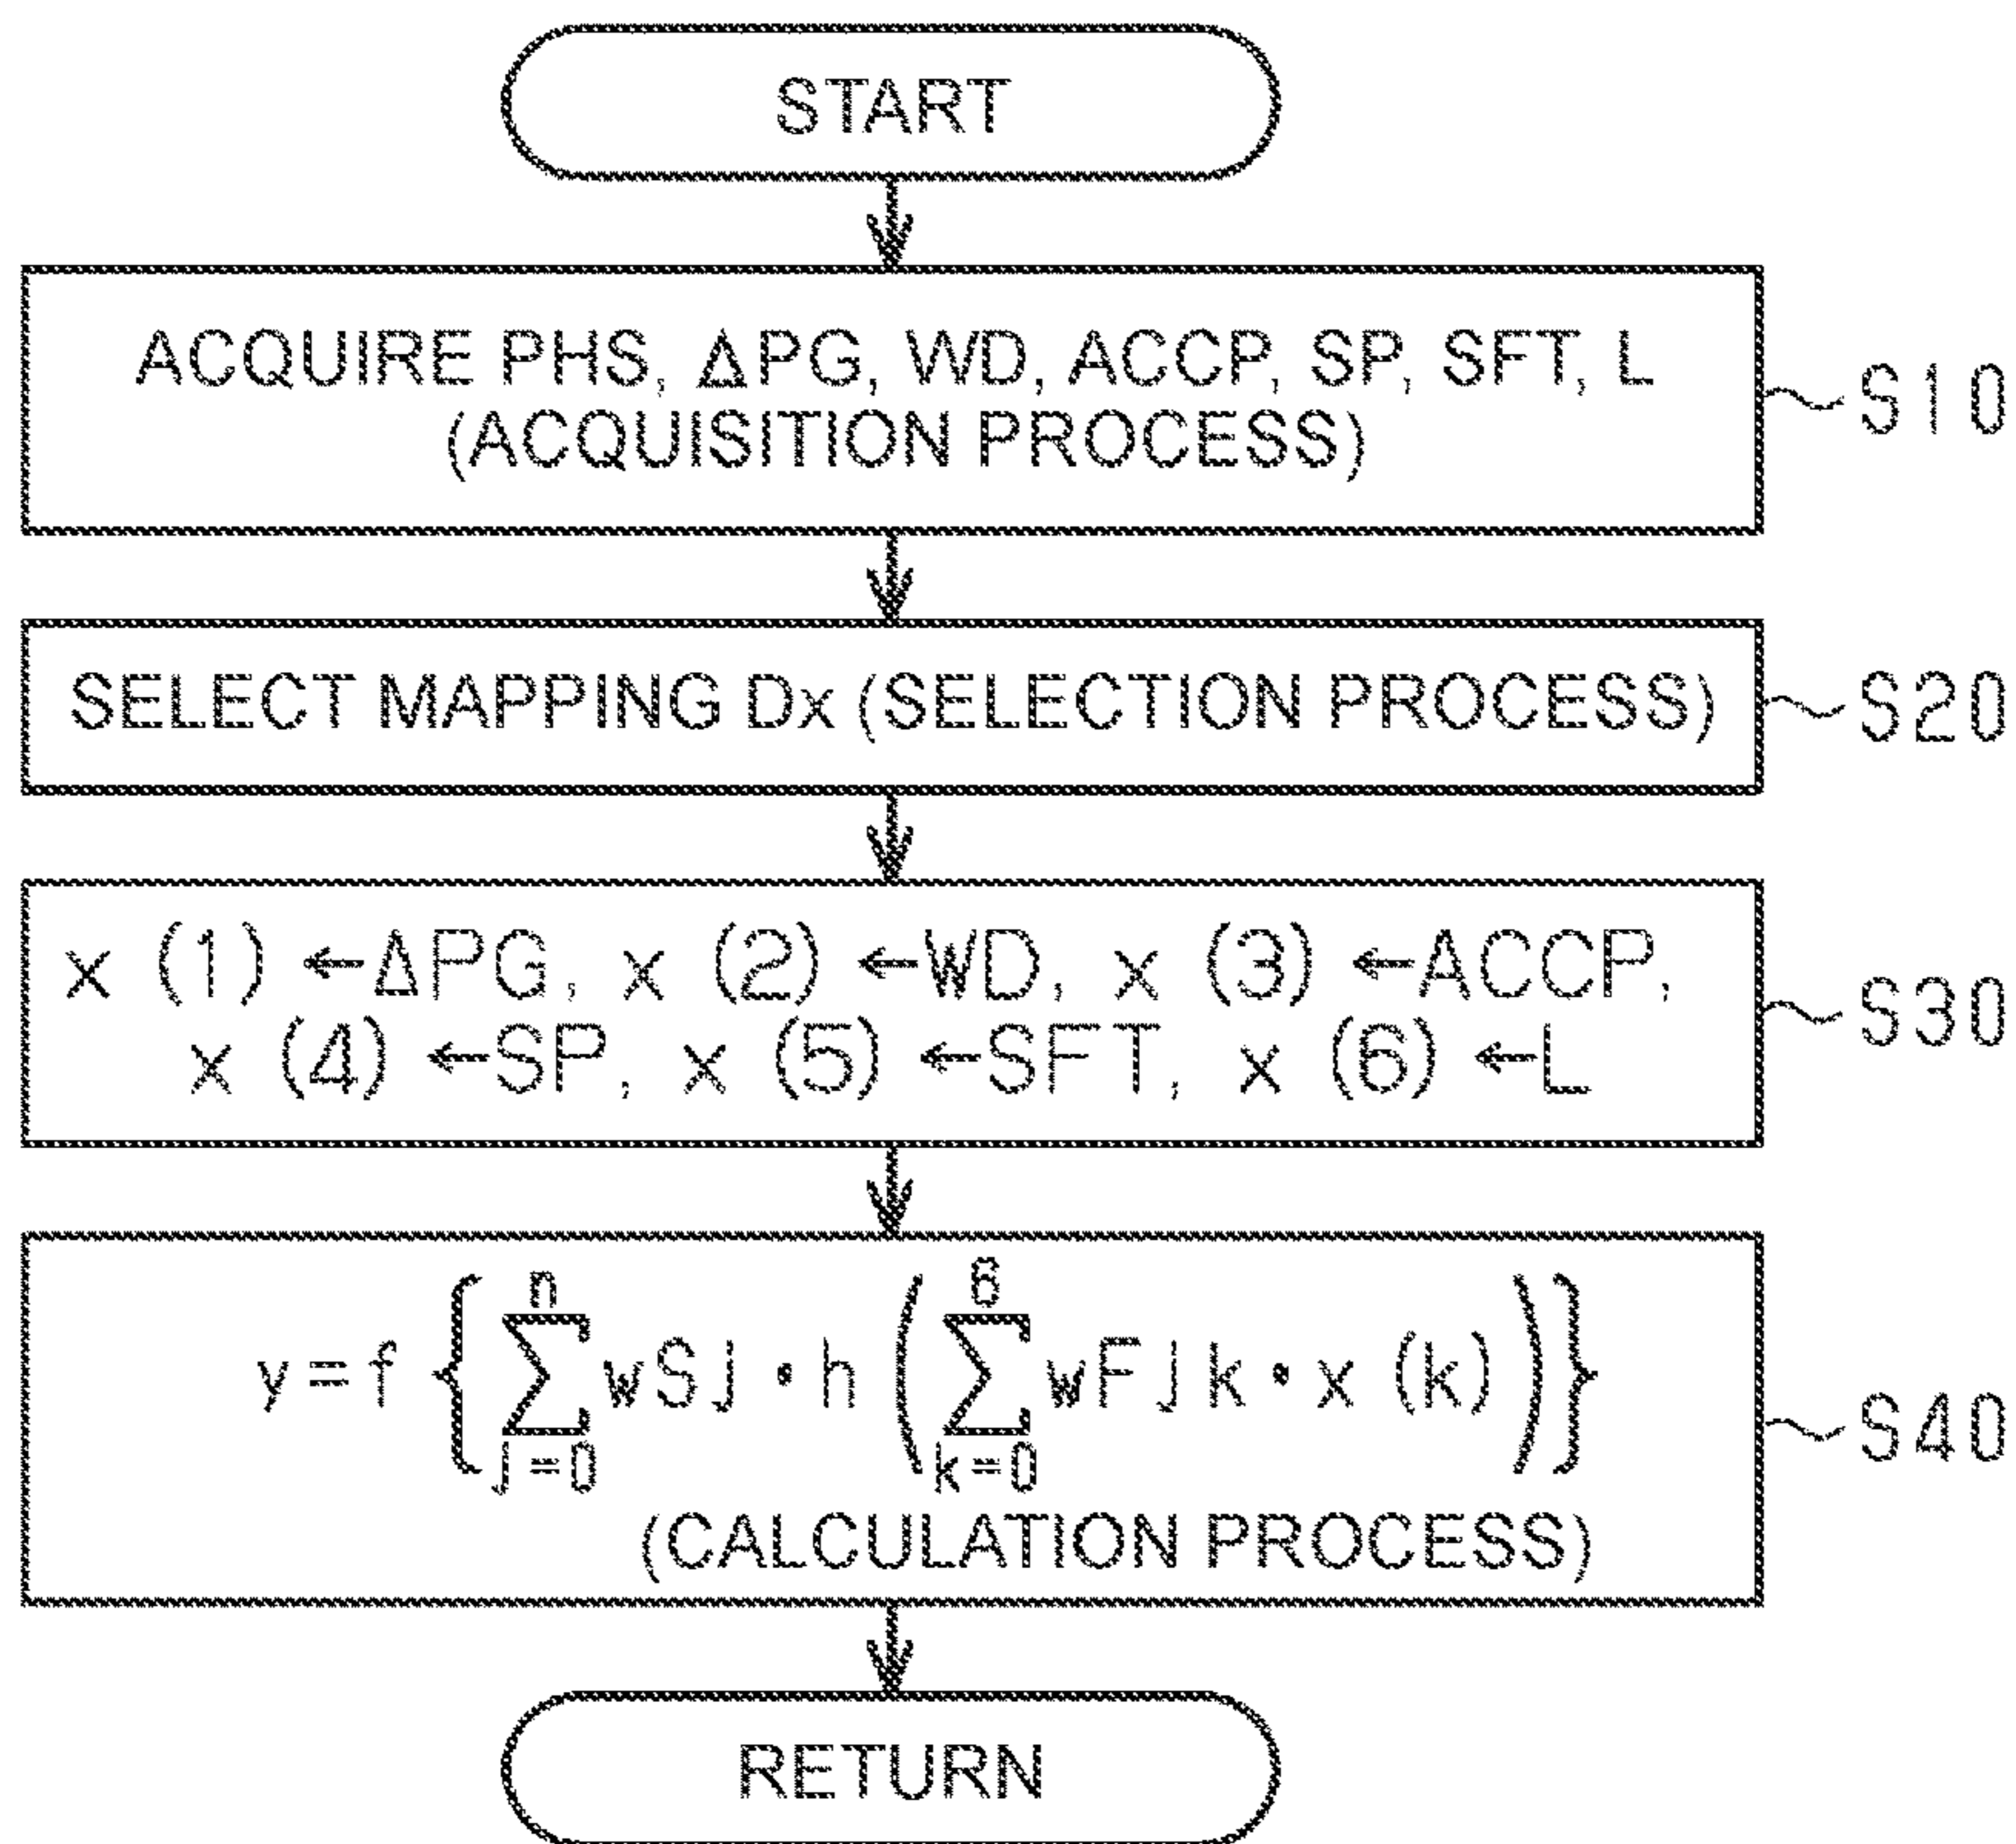 START
ACQUIRE PHS, ΔPG, WD, ACCP, SP, SFT, L
(ACQUISITION PROCESS)
S10
SELECT MAPPING Dx (SELECTION PROCESS)
S20
x (1) ←ΔPG, x (2) ←WD, x (3) ←ACCP,
x (4) ←SP, x (5) ←SFT, x (6) ←L
S30
y=f{∑_{j=0}^{n} wSj·h(∑_{k=0}^{6} wFjk·x(k))}
(CALCULATION PROCESS)
S40
RETURN